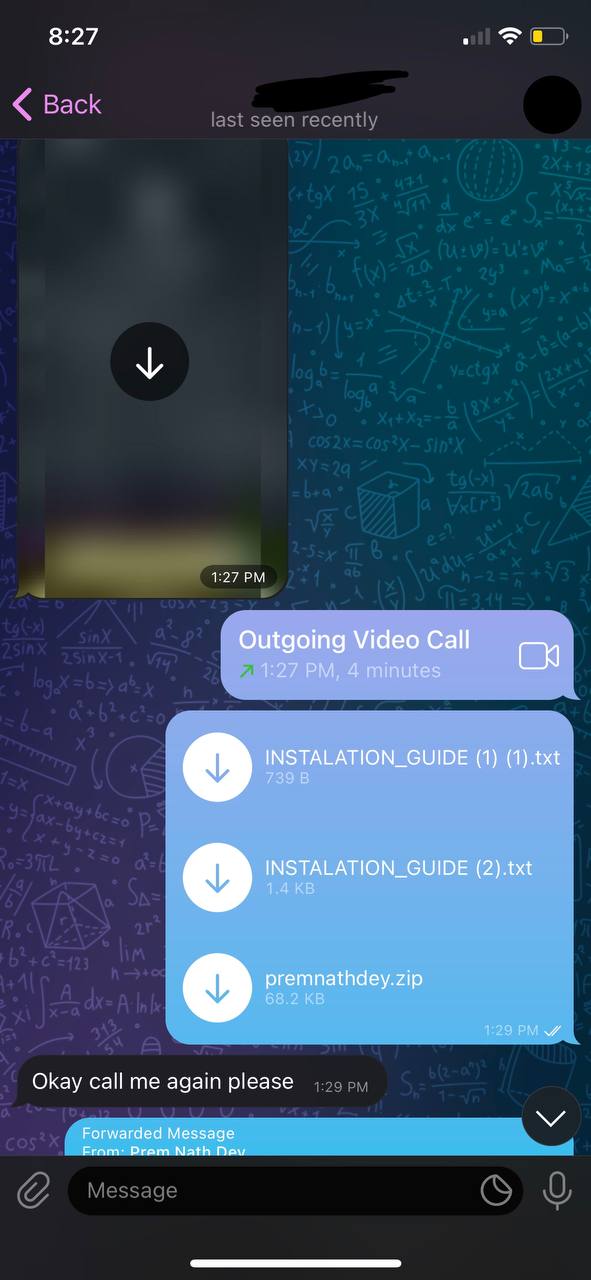 8:27
Back
last seen recently
1:27 PM
Outgoing Video Call
1:27 PM, 4 minutes
INSTALATION_GUIDE (1) (1).txt
739 B
INSTALATION_GUIDE (2).txt
1.4 KB
premnathdey.zip
68.2 KB
1:29 PM
Okay call me again please 1:29 PM
Forwarded Message
From: Prem Nath Dey
Message